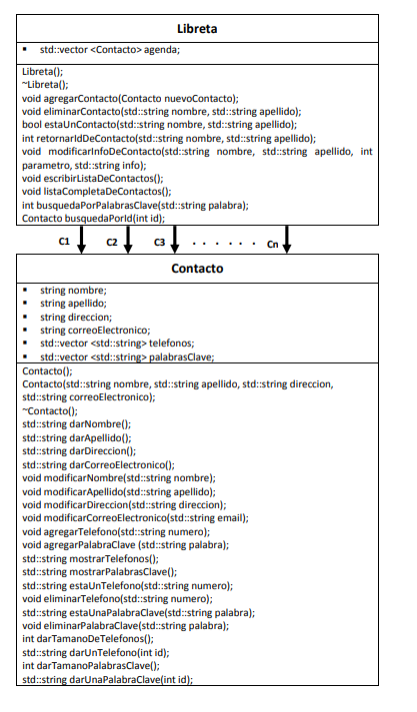 Libreta
▪ std::vector <Contacto> agenda;
Libreta();
~Libreta();
void agregarContacto(Contacto nuevoContacto);
void eliminarContacto(std::string nombre, std::string apellido);
bool estaUnContacto(std::string nombre, std::string apellido);
int retornarIdDeContacto(std::string nombre, std::string apellido);
void modificarInfoDeContacto(std::string nombre, std::string apellido, int
parametro, std::string info);
void escribirListaDeContactos();
void listaCompletaDeContactos();
int busquedaPorPalabrasClave(std::string palabra);
Contacto busquedaPorId(int id);
C1 C2 C3 . . . . . . Cn
Contacto
▪ string nombre;
▪ string apellido;
▪ string direccion;
▪ string correoElectronico;
▪ std::vector <std::string> telefonos;
▪ std::vector <std::string> palabrasClave;
Contacto();
Contacto(std::string nombre, std::string apellido, std::string direccion,
std::string correoElectronico);
~Contacto();
std::string darNombre();
std::string darApellido();
std::string darDireccion();
std::string darCorreoElectronico();
void modificarNombre(std::string nombre);
void modificarApellido(std::string apellido);
void modificarDireccion(std::string direccion);
void modificarCorreoElectronico(std::string email);
void agregarTelefono(std::string numero);
void agregarPalabraClave (std::string palabra);
std::string mostrarTelefonos();
std::string mostrarPalabrasClave();
std::string estaUnTelefono(std::string numero);
void eliminarTelefono(std::string numero);
std::string estaUnaPalabraClave(std::string palabra);
void eliminarPalabraClave(std::string palabra);
int darTamanoDeTelefonos();
std::string darUnTelefono(int id);
int darTamanoPalabrasClave();
std::string darUnaPalabraClave(int id);